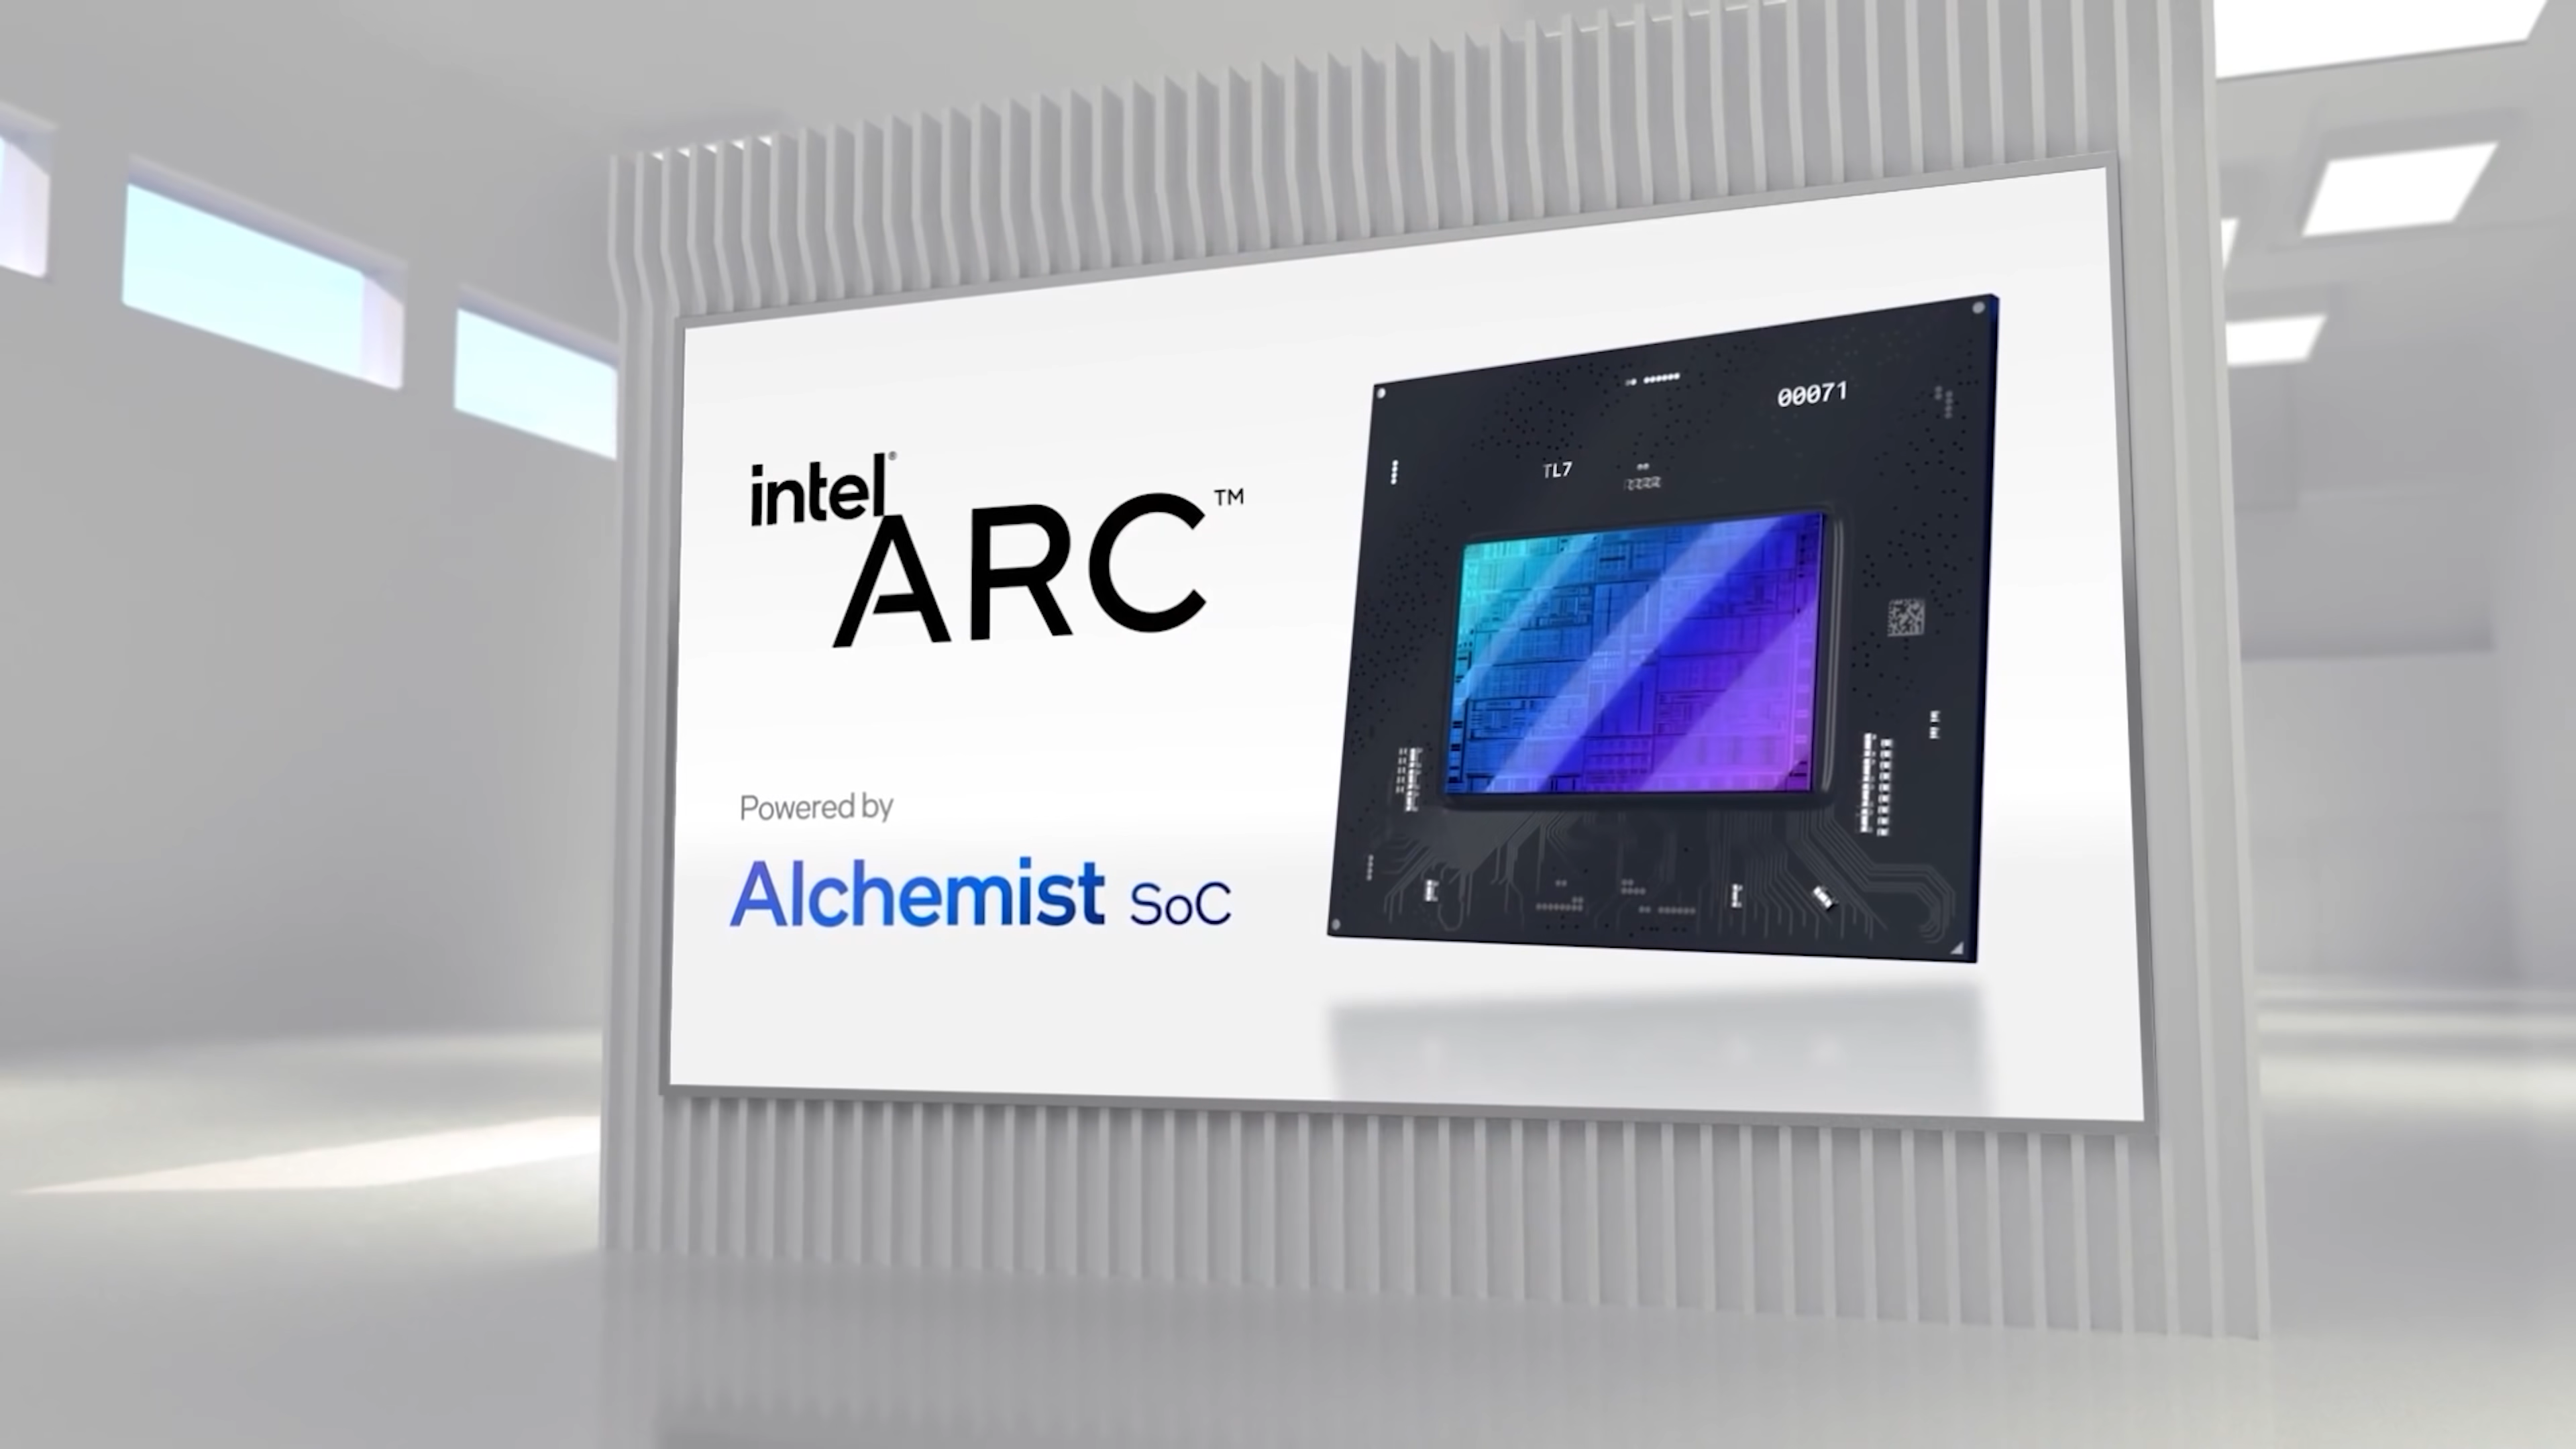 intel®
ARC™
Powered by
Alchemist SoC
00071
TL7